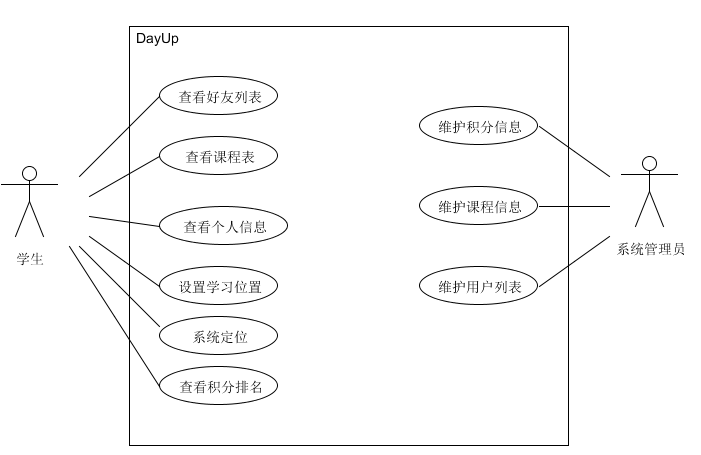 DayUp
查看好友列表
查看课程表
查看个人信息
设置学习位置
系统定位
查看积分排名
维护积分信息
维护课程信息
维护用户列表
学生
系统管理员